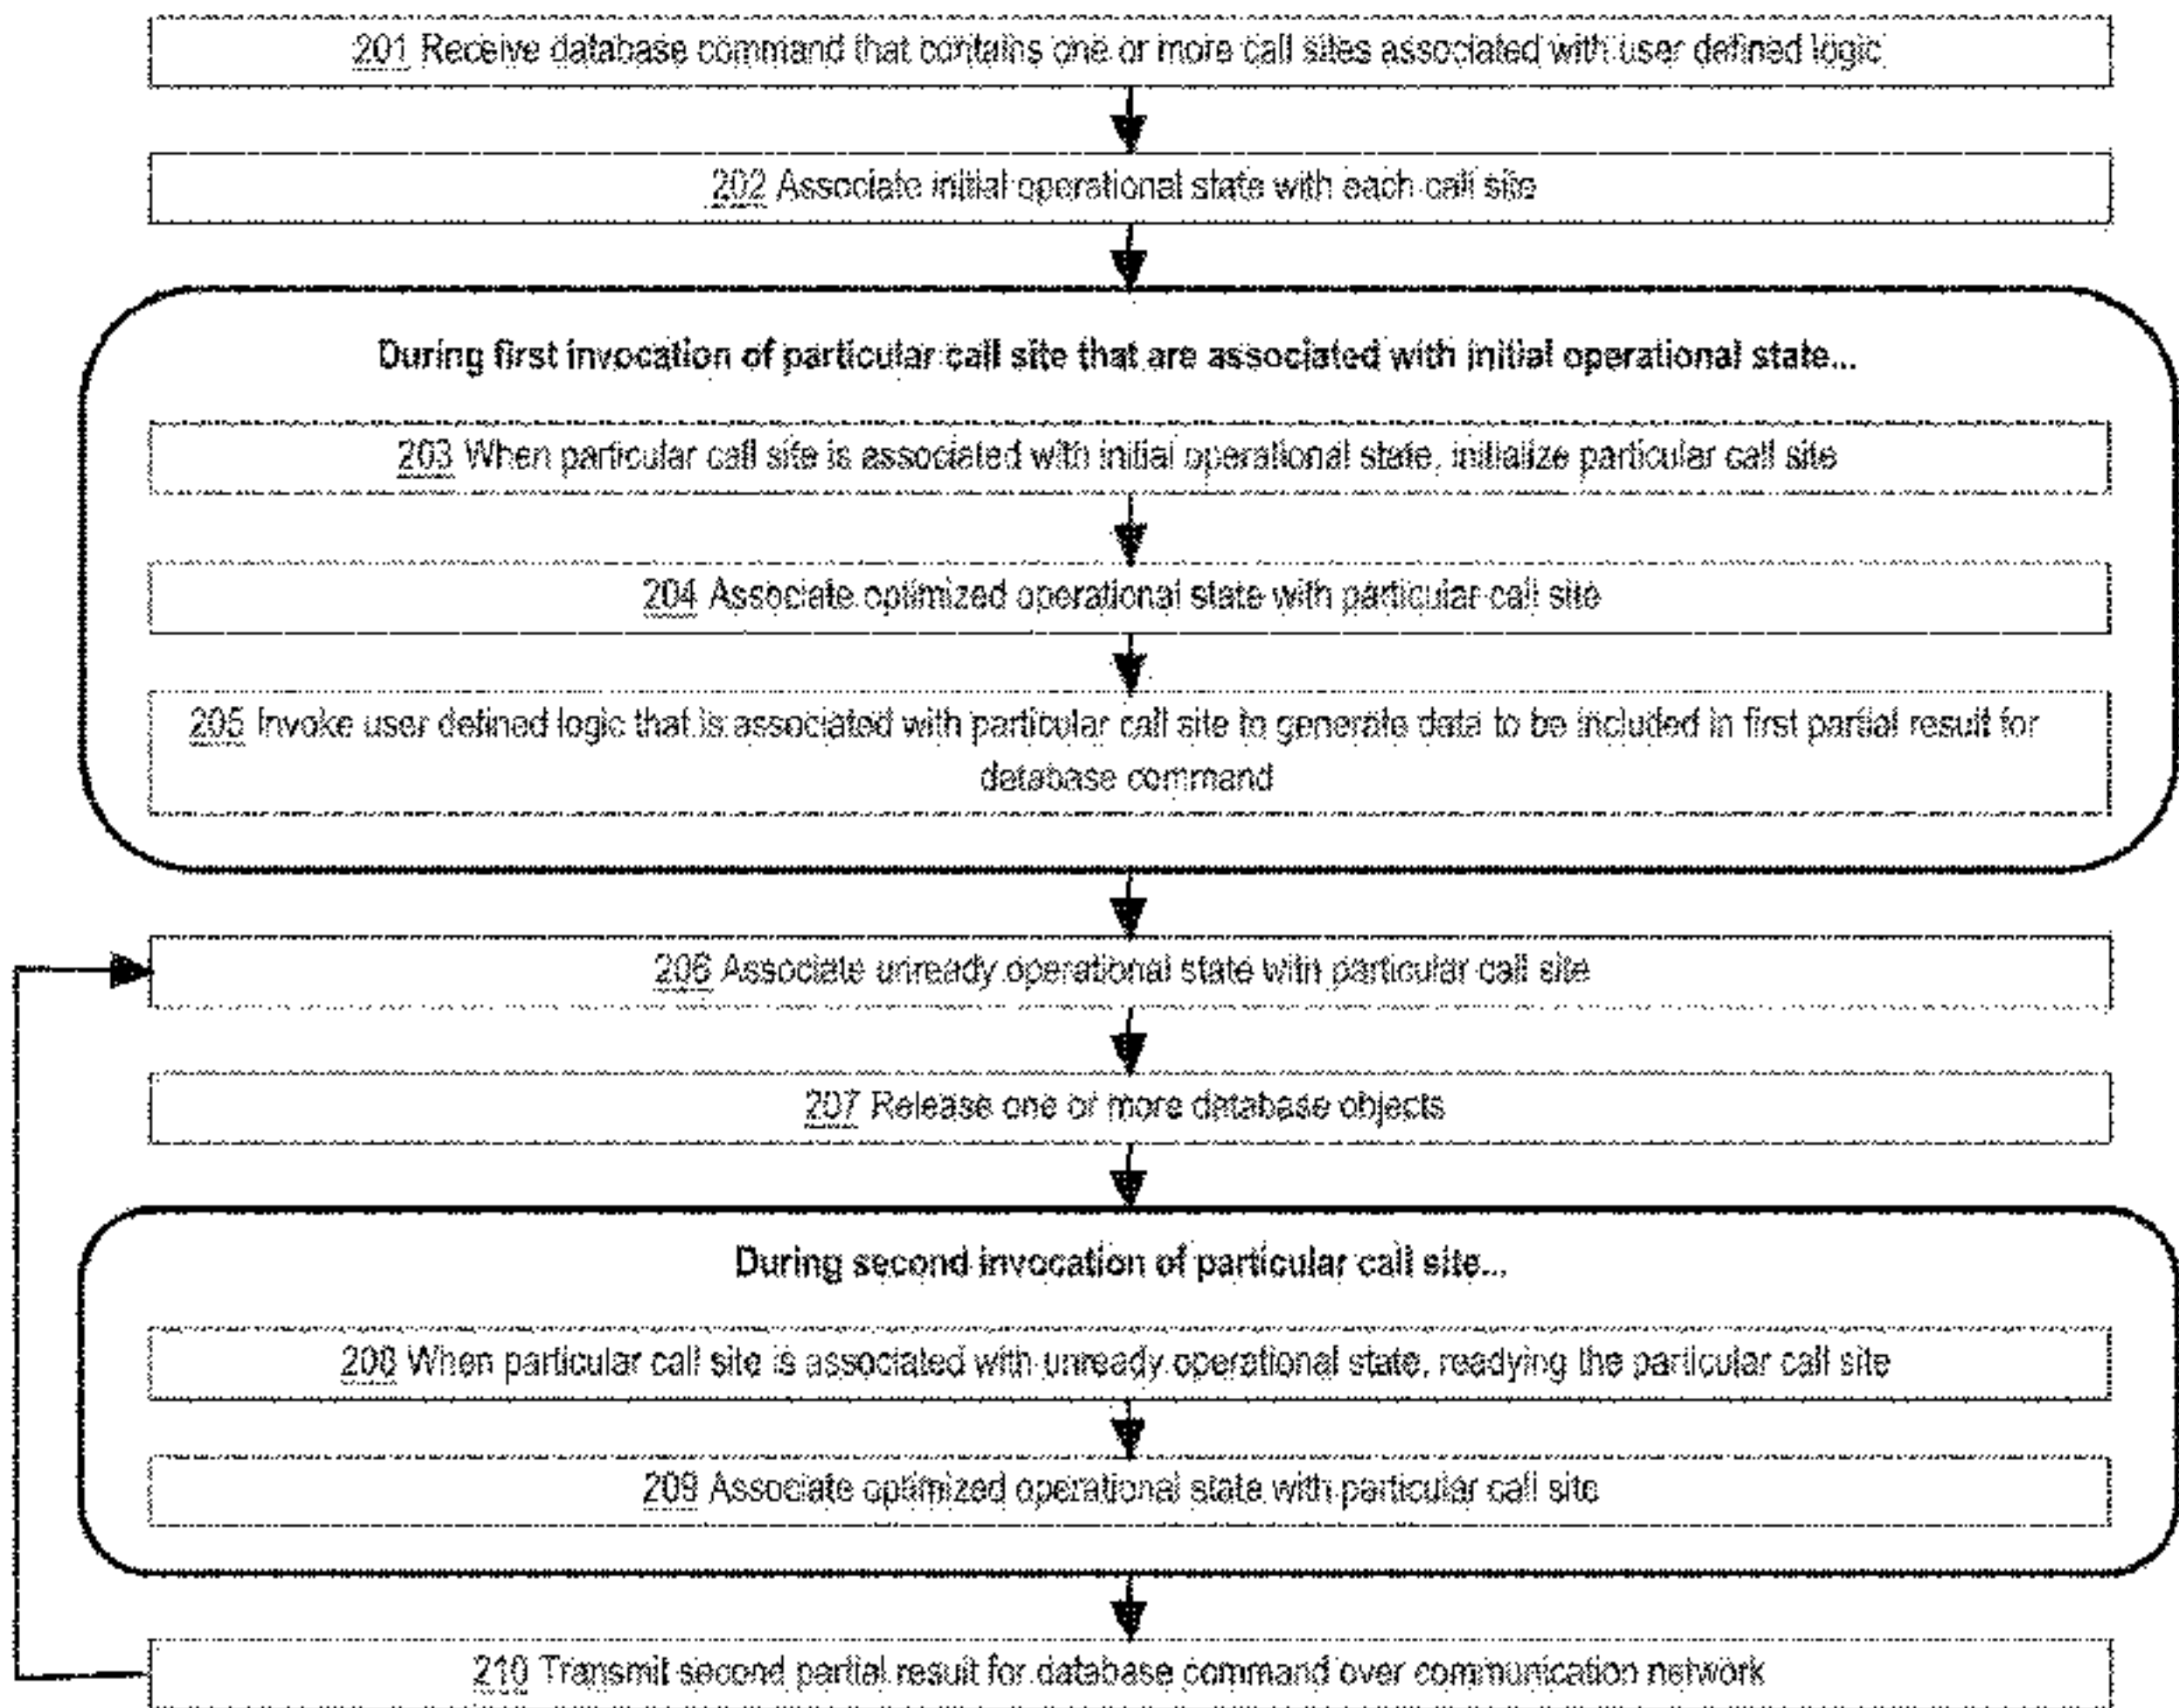 201 Receive database command that contains one or more call sites associated with user defined logic
202 Associate initial operational state with each call site
During first invocation of particular call site that are associated with initial operational state...
203 When particular call site is associated with initial operational state, initialize particular call site
204 Associate optimized operational state with particular call site
205 Invoke user defined logic that is associated with particular call site to generate data to be included in first partial result for
database command
206 Associate unready operational state with particular call site
207 Release one or more database objects
During second invocation of particular call site...
208 When particular call site is associated with unready operational state, readying the particular call site
209 Associate optimized operational state with particular call site
210 Transmit second partial result for database command over communication network